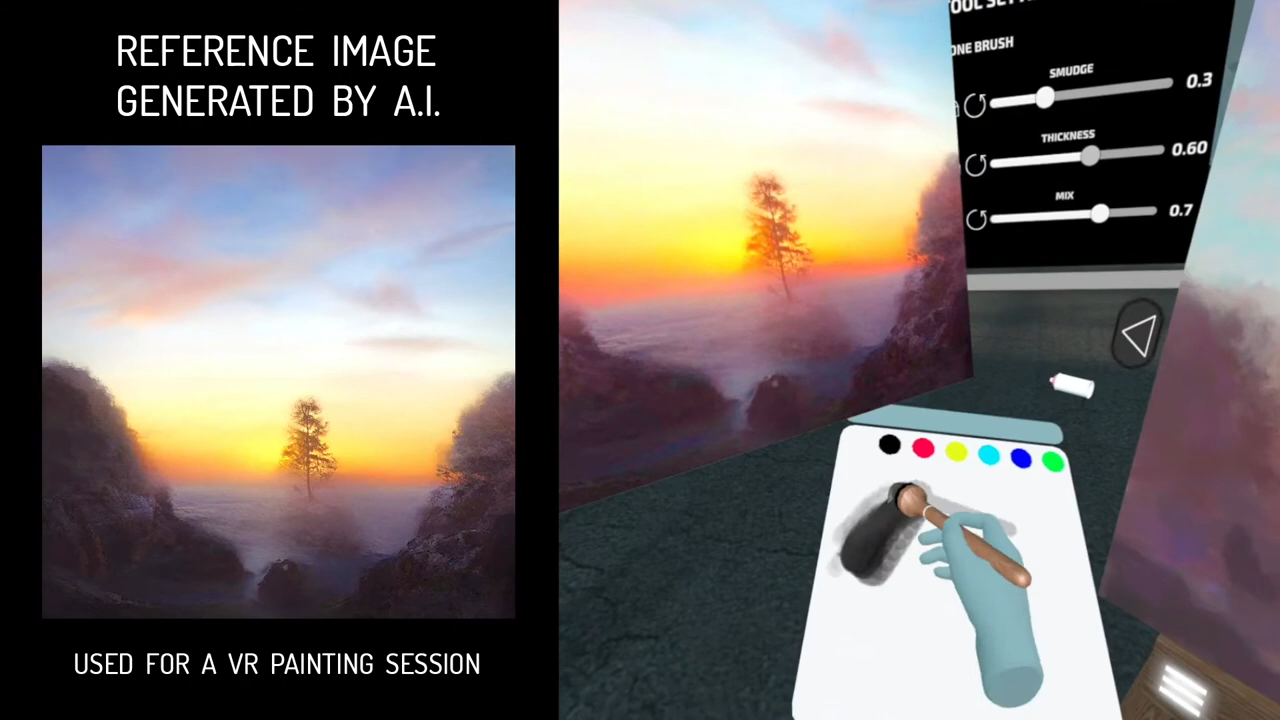 REFERENCE IMAGE
GENERATED BY A.I.
USED FOR A VR PAINTING SESSION
SMUDGE
0.3
THICKNESS
0.60
MIX
0.7
BRUSH